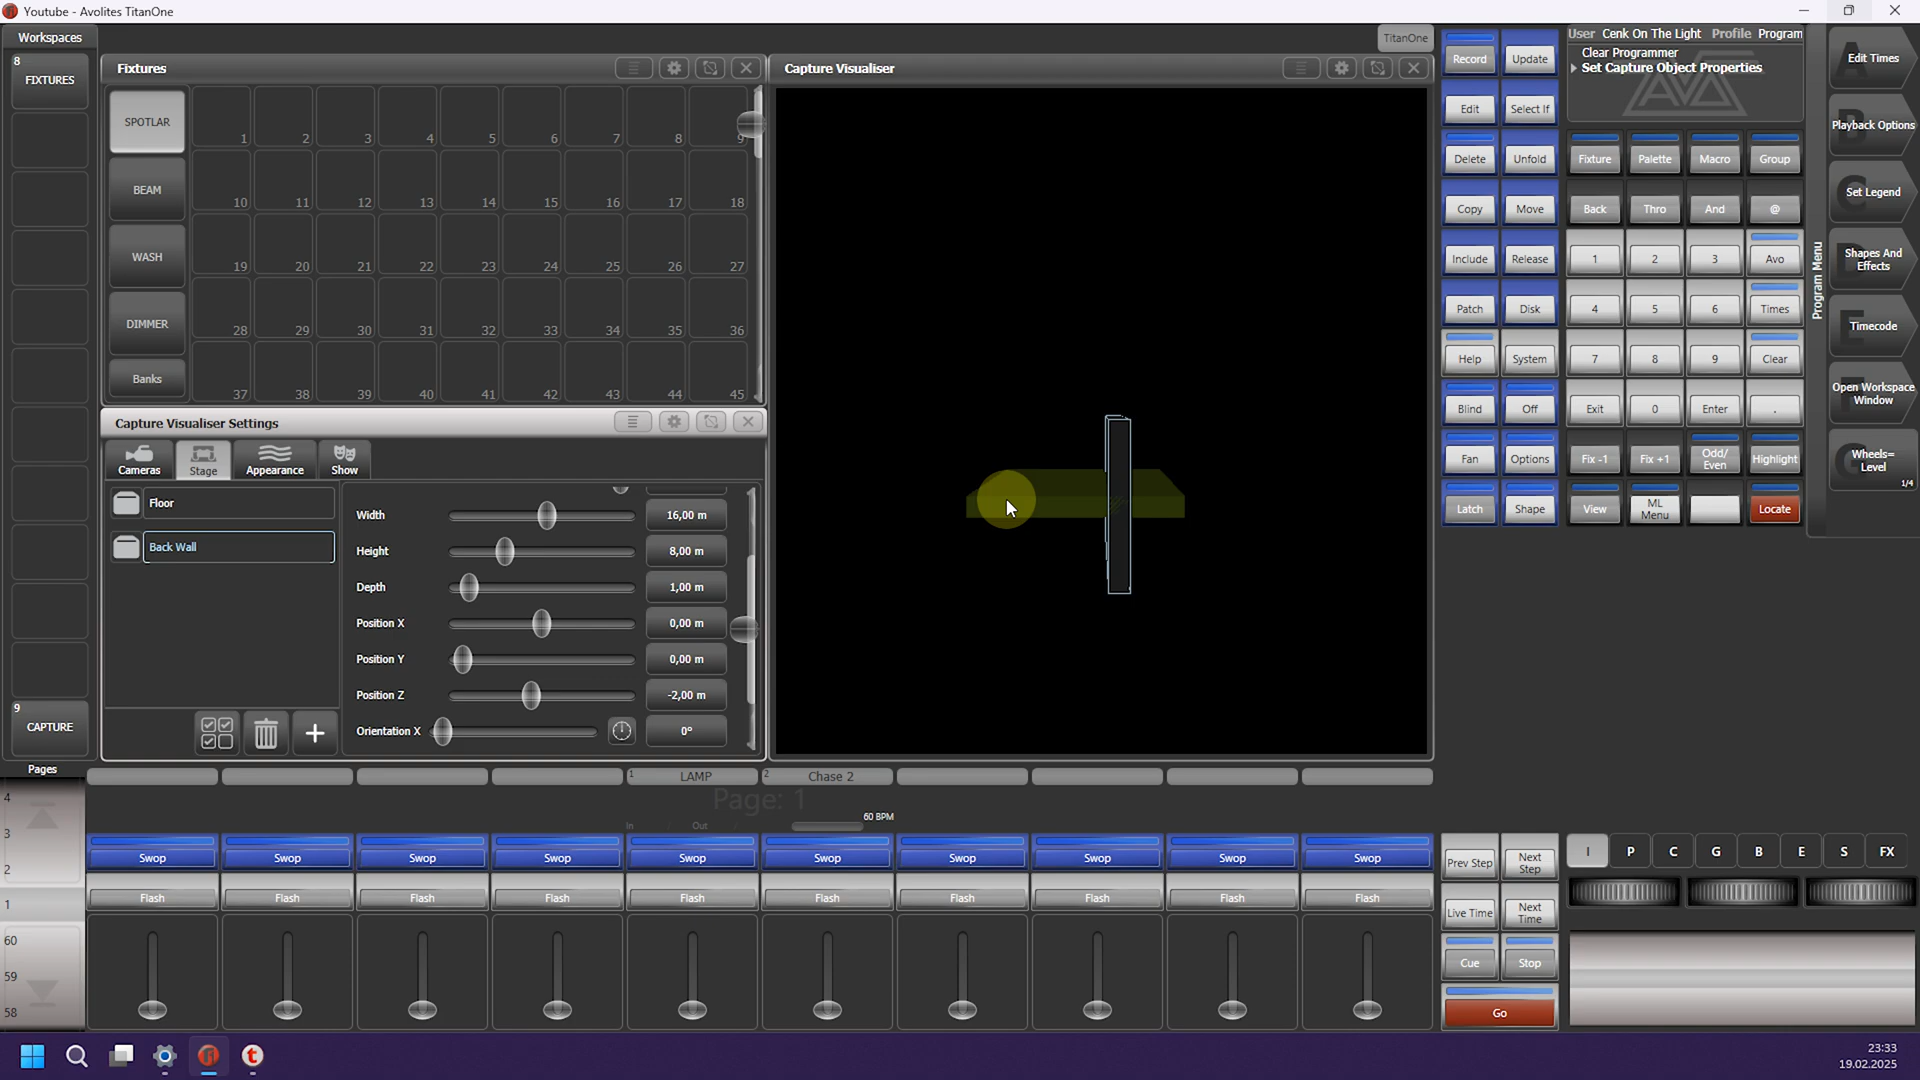 Youtube - Avolites TitanOne
Workspaces
8
FIXTURES
9
CAPTURE
Pages
4
3
2
1
60
59
58
Fixtures
SPOTLAR
BEAM
WASH
DIMMER
Banks
1 2 3 4 5 6 7 8 9
10 11 12 13 14 15 16 17 18
19 20 21 22 23 24 25 26 27
28 29 30 31 32 33 34 35 36
37 38 39 40 41 42 43 44 45
Capture Visualiser Settings
Cameras Stage Appearance Show
Floor
Back Wall
Width 16,00 m
Height 8,00 m
Depth 1,00 m
Position X 0,00 m
Position Y 0,00 m
Position Z -2,00 m
Orientation X 0°
TitanOne
Capture Visualiser
1 LAMP
2 Chase 2
Page: 1
60 BPM
In / Out /
Swop Swop Swop Swop Swop Swop Swop Swop Swop Swop
Flash Flash Flash Flash Flash Flash Flash Flash Flash Flash
Record Update
Edit Select If
Delete Unfold
Copy Move
Include Release
Patch Disk
Help System
Blind Off
Fan Options
Latch Shape
User Cenk On The Light Profile Program
Clear Programmer
Set Capture Object Properties
Fixture Palette Macro Group
Back Thro And @
1 2 3 Avo
4 5 6 Times
7 8 9 Clear
Exit 0 Enter .
Fix -1 Fix +1 Odd/ Even Highlight
View ML Menu Locate
Program Menu
A
Edit Times
B
Playback Options
C
Set Legend
D
Shapes And
Effects
E
Timecode
F
Open Workspace
Window
G
Wheels=
Level
1/4
Prev Step Next Step
Live Time Next Time
Cue Stop
Go
I P C G B E S FX
23:33
19.02.2025